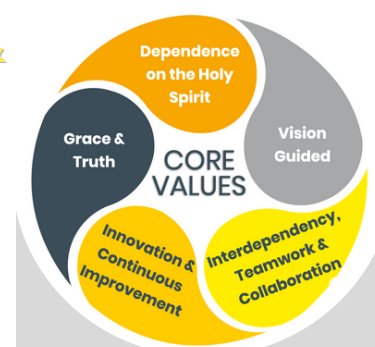 Dependence
on the Holy
Spirit
Vision
Guided
Interdependency,
Teamwork &
Collaboration
Innovation &
Continuous
Improvement
Grace &
Truth
CORE
VALUES